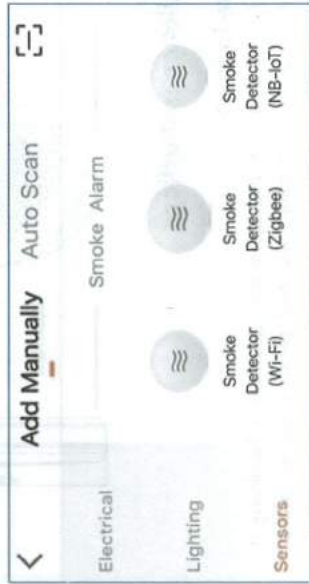 Add Manually Auto Scan
Electrical
Lighting
Sensors
Smoke Alarm
Smoke
Detector
(Wi-Fi)
Smoke
Detector
(Zigbee)
Smoke
Detector
(NB-IoT)